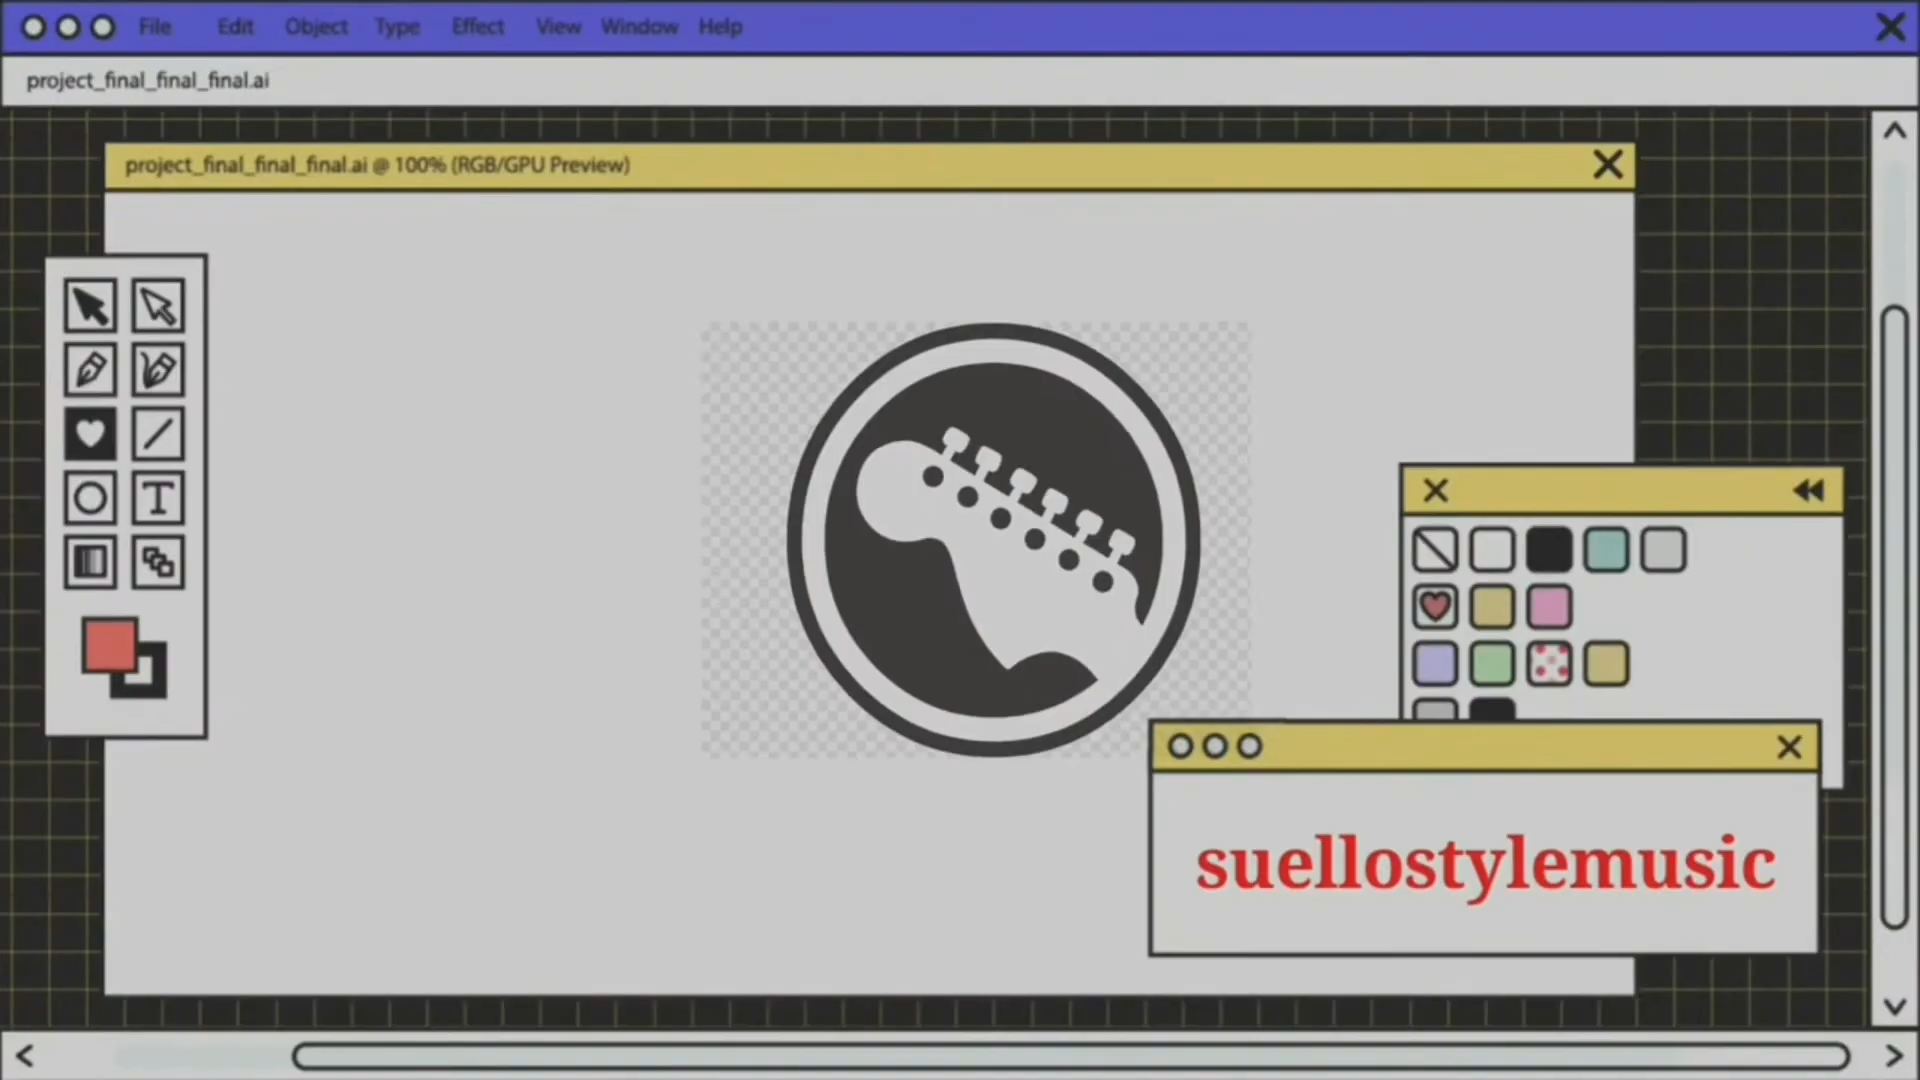 File Edit Object Type Effect View Window Help
project_final_final_final.ai
project_final_final_final.ai @ 100% (RGB/GPU Preview)
T
suellostylemusic